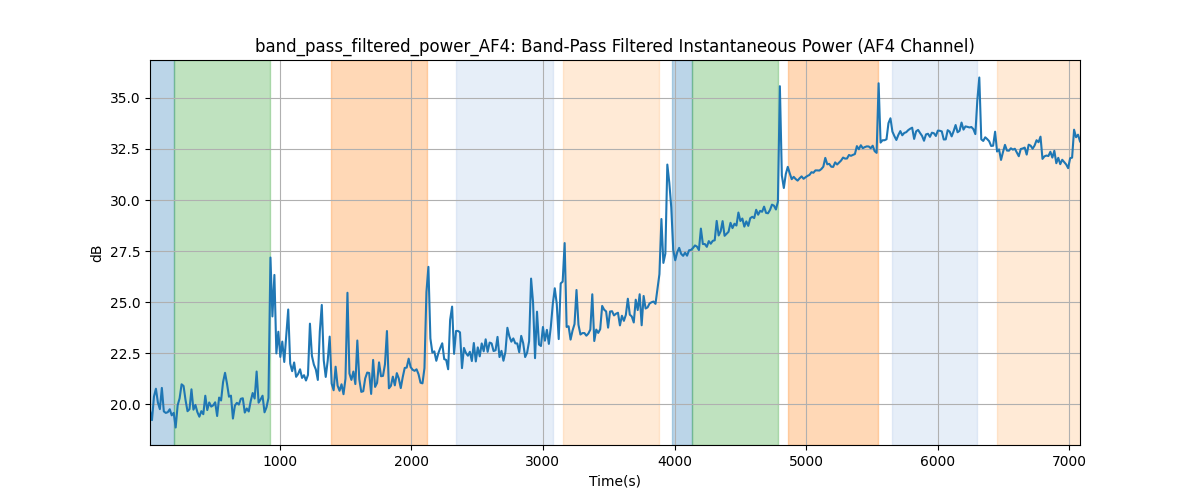 band_pass_filtered_power_AF4: Band-Pass Filtered Instantaneous Power (AF4 Channel)
35.0
32.5
30.0
27.5
25.0
22.5
20.0
dB
1000 2000 3000 4000 5000 6000 7000
Time(s)